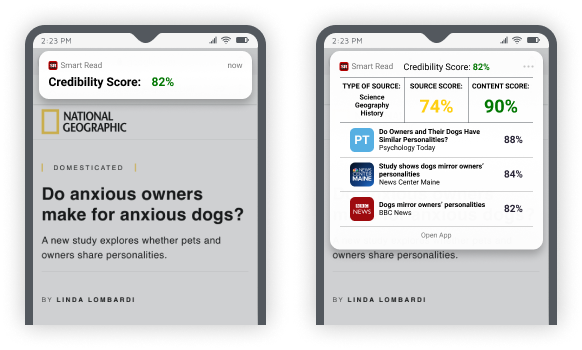 2:23 PM
SR Smart Read now
Credibility Score: 82%
NATIONAL
GEOGRAPHIC
DOMESTICATED
Do anxious owners
make for anxious dogs?
A new study explores whether pets and
owners share personalities.
BY LINDA LOMBARDI
2:23 PM
SR Smart Read Credibility Score: 82%
TYPE OF SOURCE:
Science
Geography
History
SOURCE SCORE:
74%
CONTENT SCORE:
90%
PT
Do Owners and Their Dogs Have
Similar Personalities?
Psychology Today
88%
NEWS
CENTER
MAINE
Study shows dogs mirror owners’
personalities
News Center Maine
84%
BBC
NEWS
Dogs mirror owners’ personalities
BBC News
82%
Open App
owners share personalities.
BY LINDA LOMBARDI